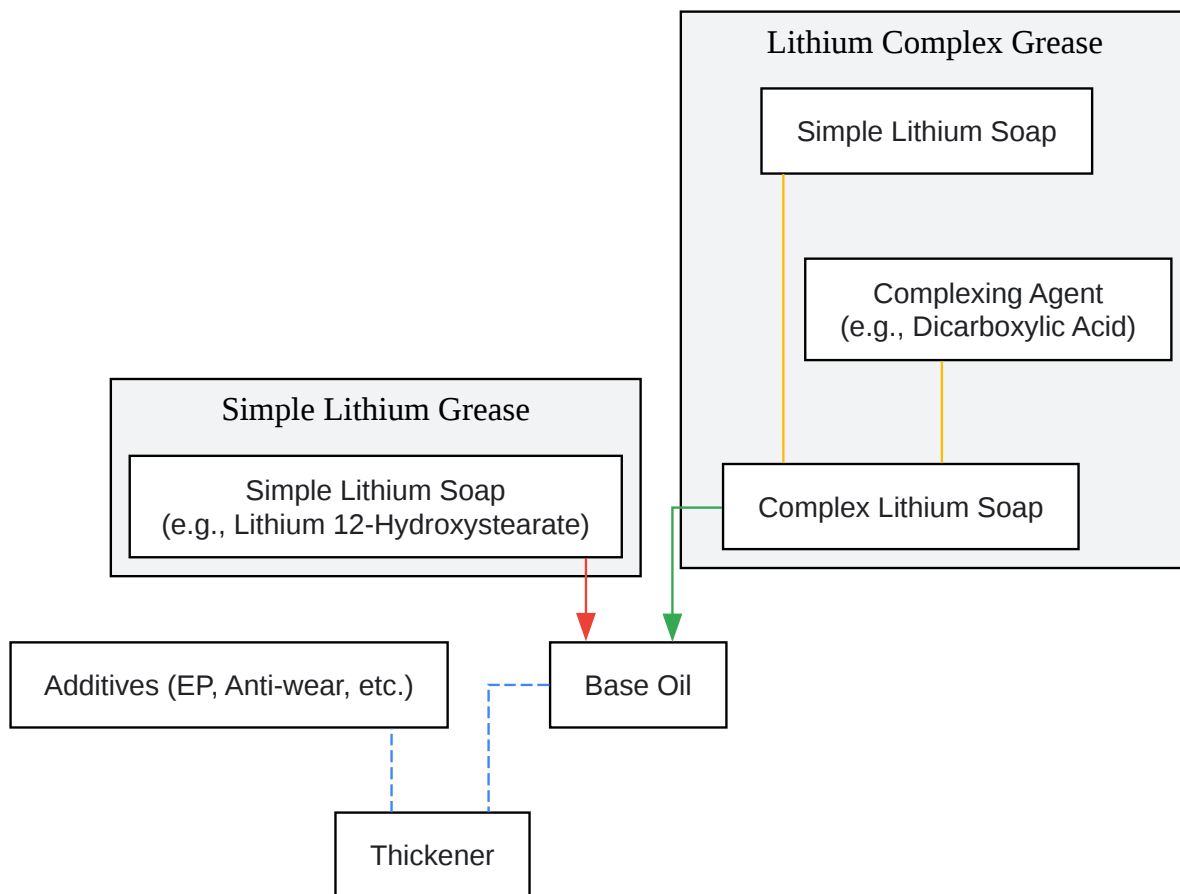 Lithium Complex Grease
Simple Lithium Soap
Complexing Agent
(e.g., Dicarboxylic Acid)
Simple Lithium Grease
Simple Lithium Soap
(e.g., Lithium 12-Hydroxystearate)
Complex Lithium Soap
Additives (EP, Anti-wear, etc.)
Base Oil
Thickener